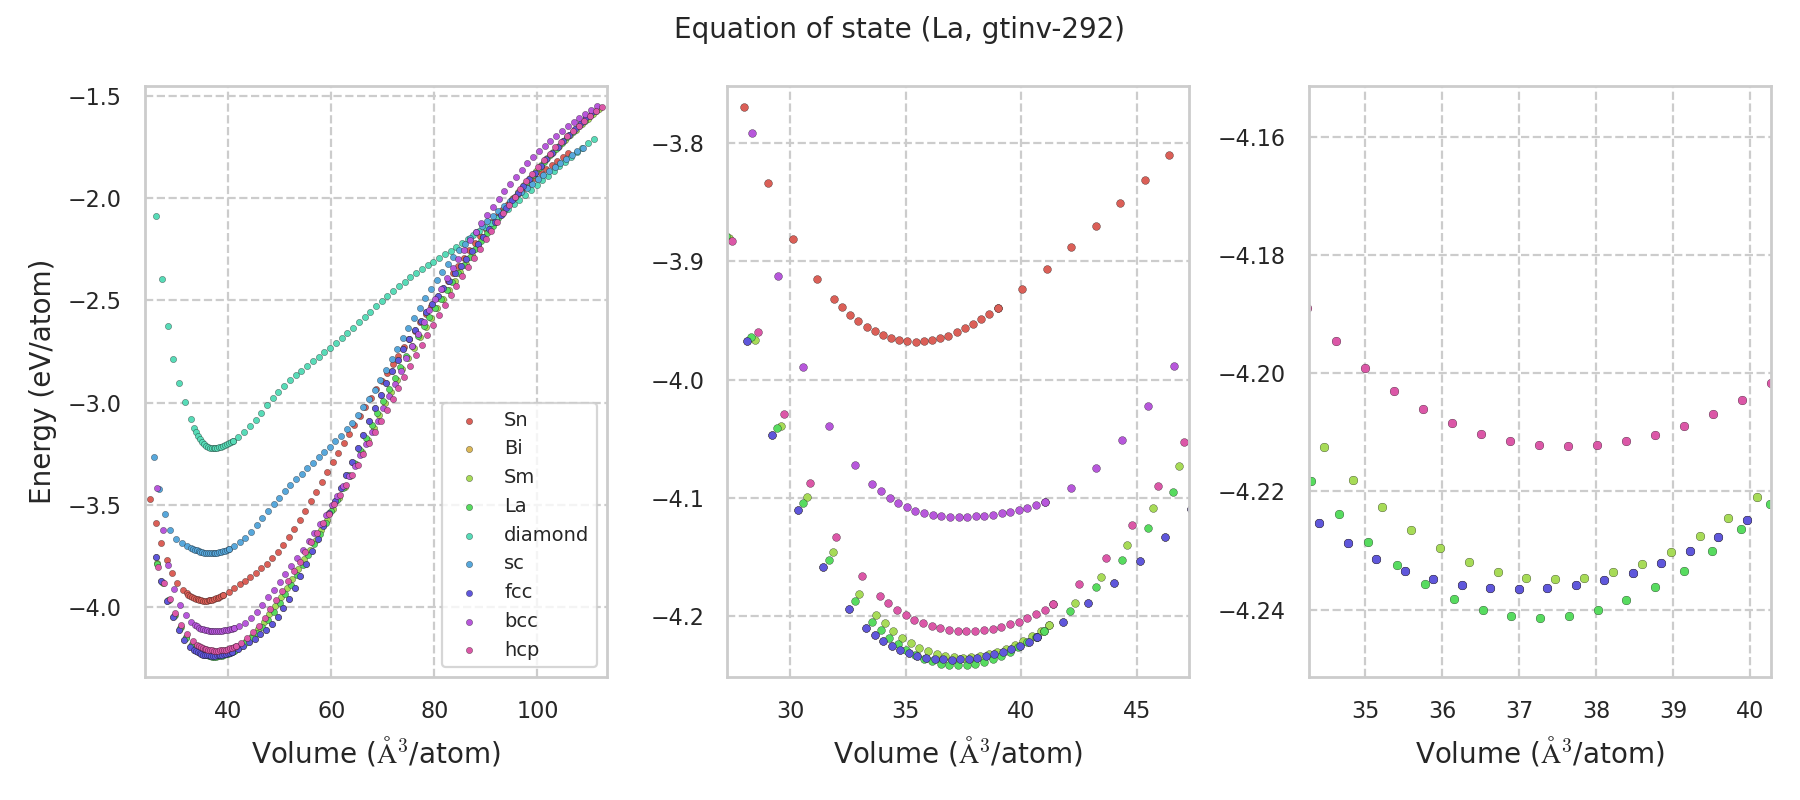 Equation of state (La, gtinv-292)
Energy (eV/atom)
−1.5
−2.0
−2.5
−3.0
−3.5
−4.0
40
60
80
100
Volume (Å³/atom)
Sn
Bi
Sm
La
diamond
sc
fcc
bcc
hcp
−3.8
−3.9
−4.0
−4.1
−4.2
30
35
40
45
Volume (Å³/atom)
−4.16
−4.18
−4.20
−4.22
−4.24
35
36
37
38
39
40
Volume (Å³/atom)